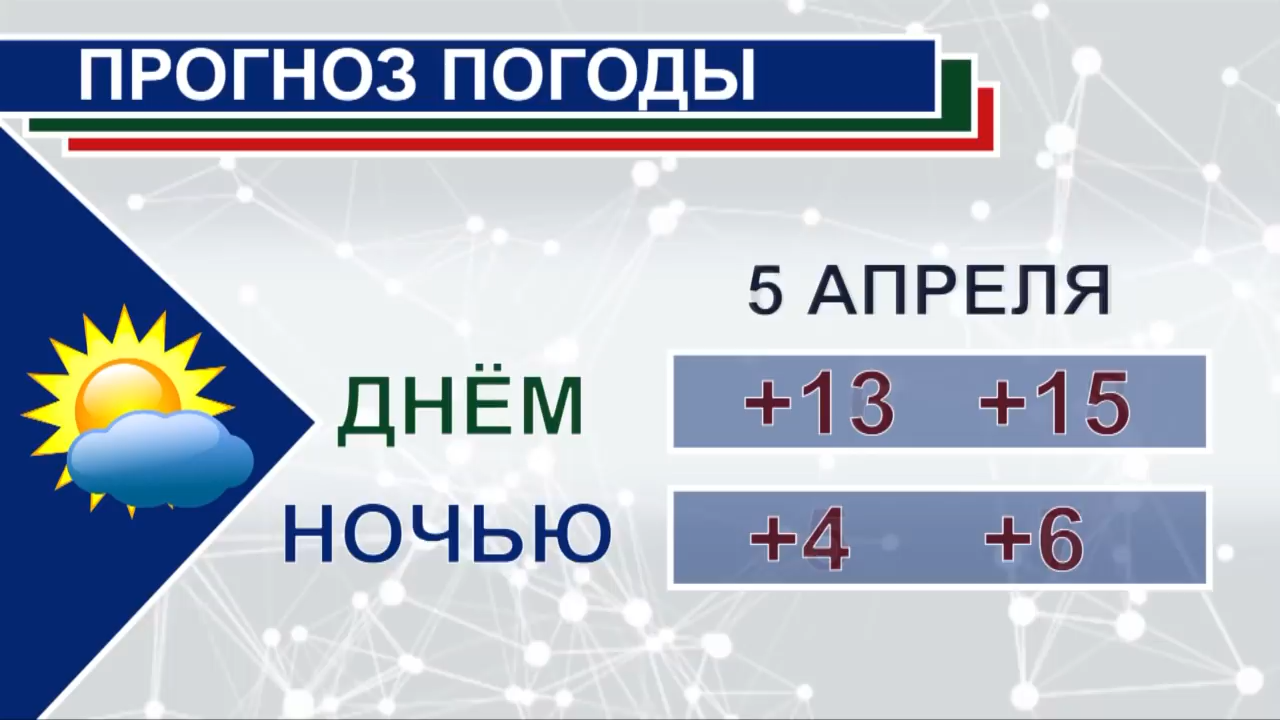 ПРОГНОЗ ПОГОДЫ
5 АПРЕЛЯ
ДНЁМ +13 +15
НОЧЬЮ +4 +6